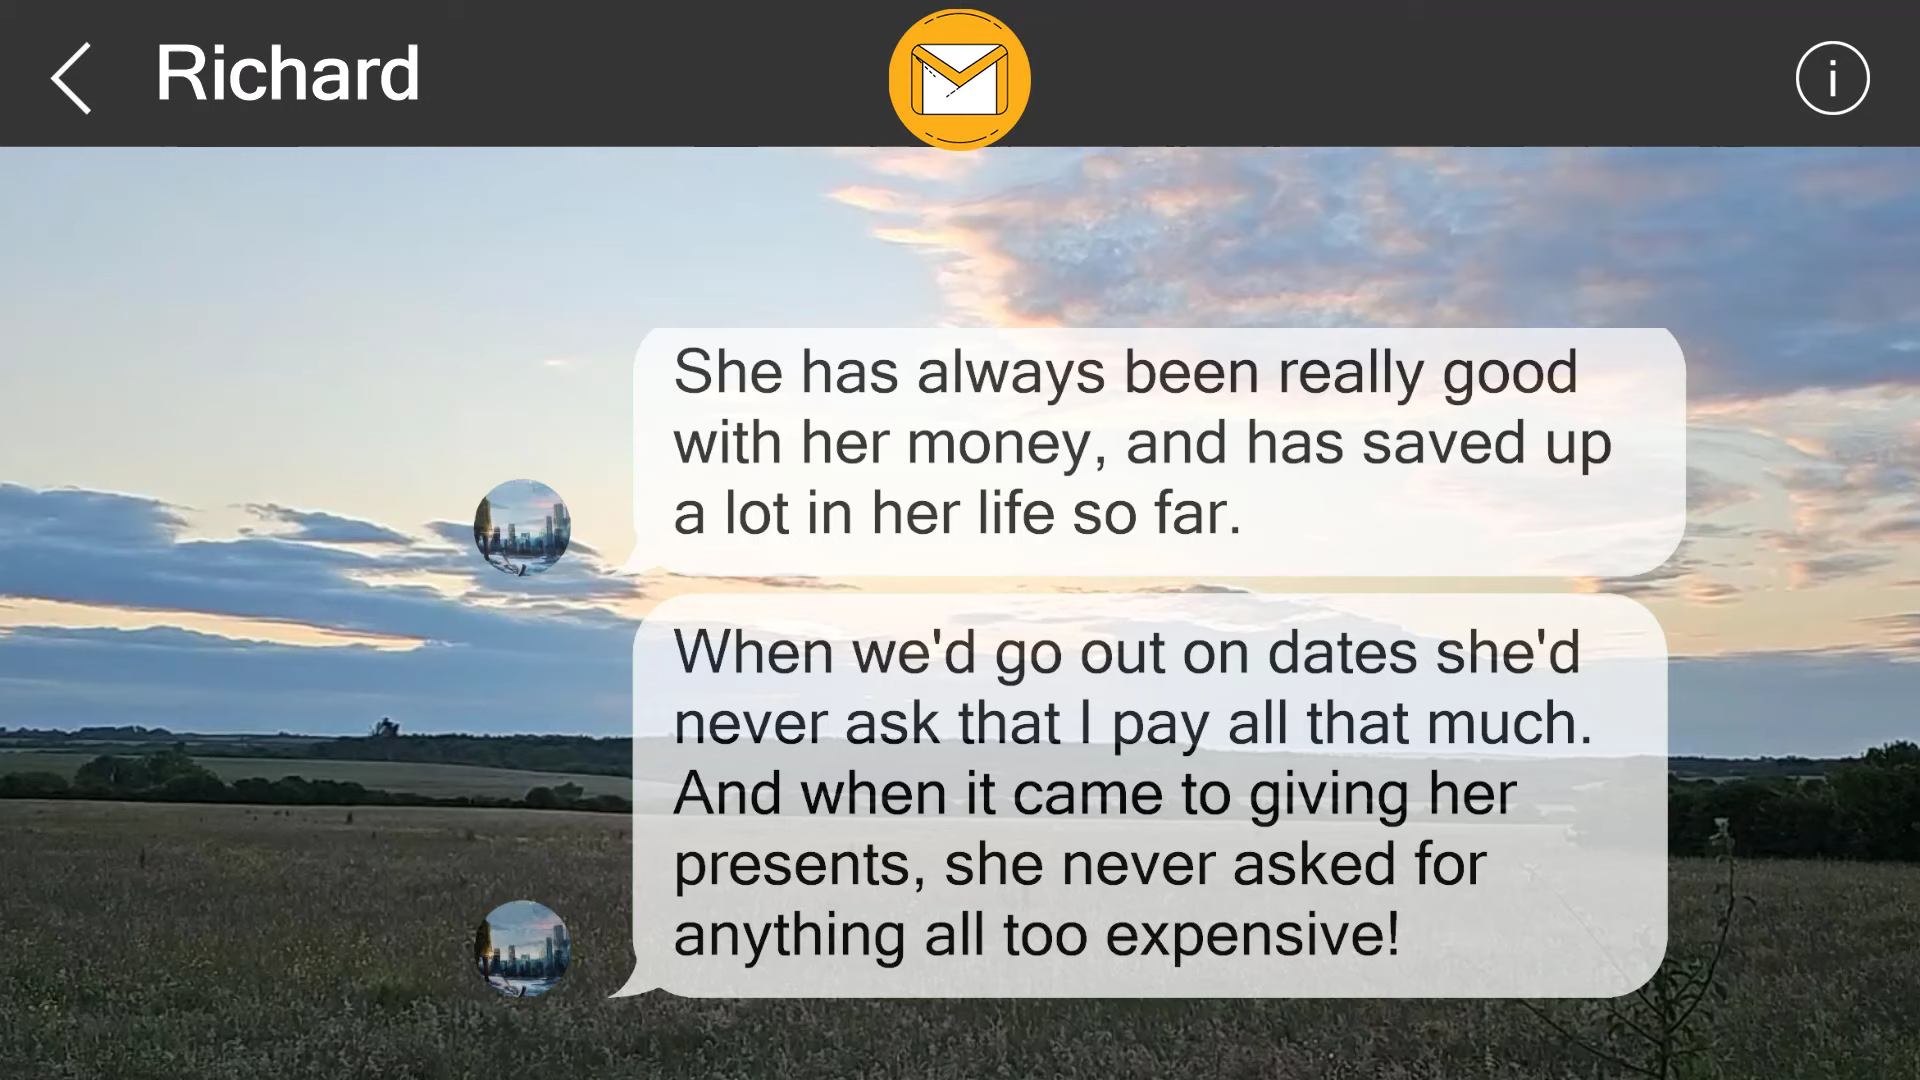 Richard
i
She has always been really good
with her money, and has saved up
a lot in her life so far.
When we'd go out on dates she'd
never ask that I pay all that much.
And when it came to giving her
presents, she never asked for
anything all too expensive!